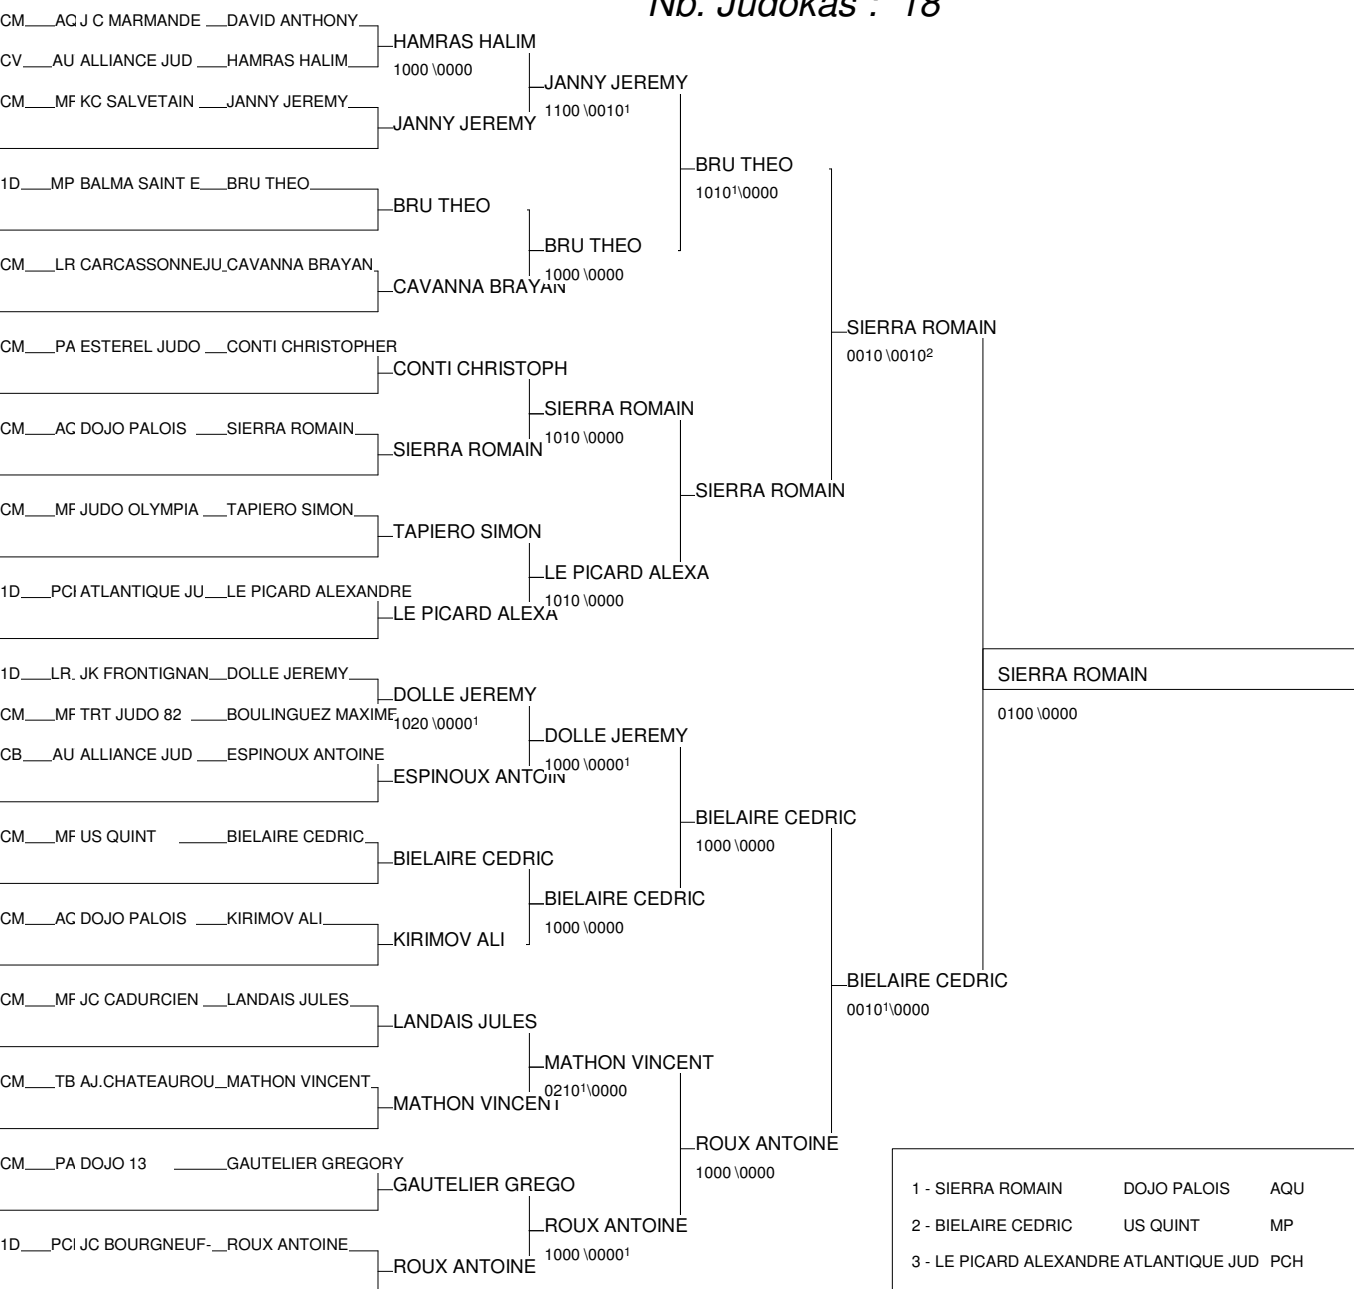 Nb. Judokas : 18
CM AQ J C MARMANDE DAVID ANTHONY
HAMRAS HALIM
CV AU ALLIANCE JUD HAMRAS HALIM
1000 \0000
JANNY JEREMY
CM MP KC SALVETAIN JANNY JEREMY
1100 \0010¹
JANNY JEREMY
BRU THEO
1D MP BALMA SAINT E BRU THEO
1010¹\0000
BRU THEO
BRU THEO
CM LR CARCASSONNEJU CAVANNA BRAYAN
1000 \0000
CAVANNA BRAYAN
SIERRA ROMAIN
CM PA ESTEREL JUDO CONTI CHRISTOPHER
0010 \0010²
CONTI CHRISTOPH
SIERRA ROMAIN
CM AQ DOJO PALOIS SIERRA ROMAIN
1010 \0000
SIERRA ROMAIN
SIERRA ROMAIN
CM MP JUDO OLYMPIA TAPIERO SIMON
TAPIERO SIMON
LE PICARD ALEXA
1D PCH ATLANTIQUE JU LE PICARD ALEXANDRE
1010 \0000
LE PICARD ALEXA
1D LR JK FRONTIGNAN DOLLE JEREMY
SIERRA ROMAIN
DOLLE JEREMY
CM MP TRT JUDO 82 BOULINGUEZ MAXIME
0100 \0000
1020 \0000¹
DOLLE JEREMY
CB AU ALLIANCE JUD ESPINOUX ANTOINE
1000 \0000¹
ESPINOUX ANTOIN
BIELAIRE CEDRIC
CM MP US QUINT BIELAIRE CEDRIC
1000 \0000
BIELAIRE CEDRIC
BIELAIRE CEDRIC
CM AQ DOJO PALOIS KIRIMOV ALI
1000 \0000
KIRIMOV ALI
BIELAIRE CEDRIC
CM MP JC CADURCIEN LANDAIS JULES
0010¹\0000
LANDAIS JULES
MATHON VINCENT
CM TB AJ.CHATEAUROU MATHON VINCENT
0210¹\0000
MATHON VINCENT
ROUX ANTOINE
CM PA DOJO 13 GAUTELIER GREGORY
1000 \0000
GAUTELIER GREGO
1 - SIERRA ROMAIN DOJO PALOIS AQU
ROUX ANTOINE
2 - BIELAIRE CEDRIC US QUINT MP
1D PCH JC BOURGNEUF- ROUX ANTOINE
1000 \0000¹
3 - LE PICARD ALEXANDRE ATLANTIQUE JUD PCH
ROUX ANTOINE